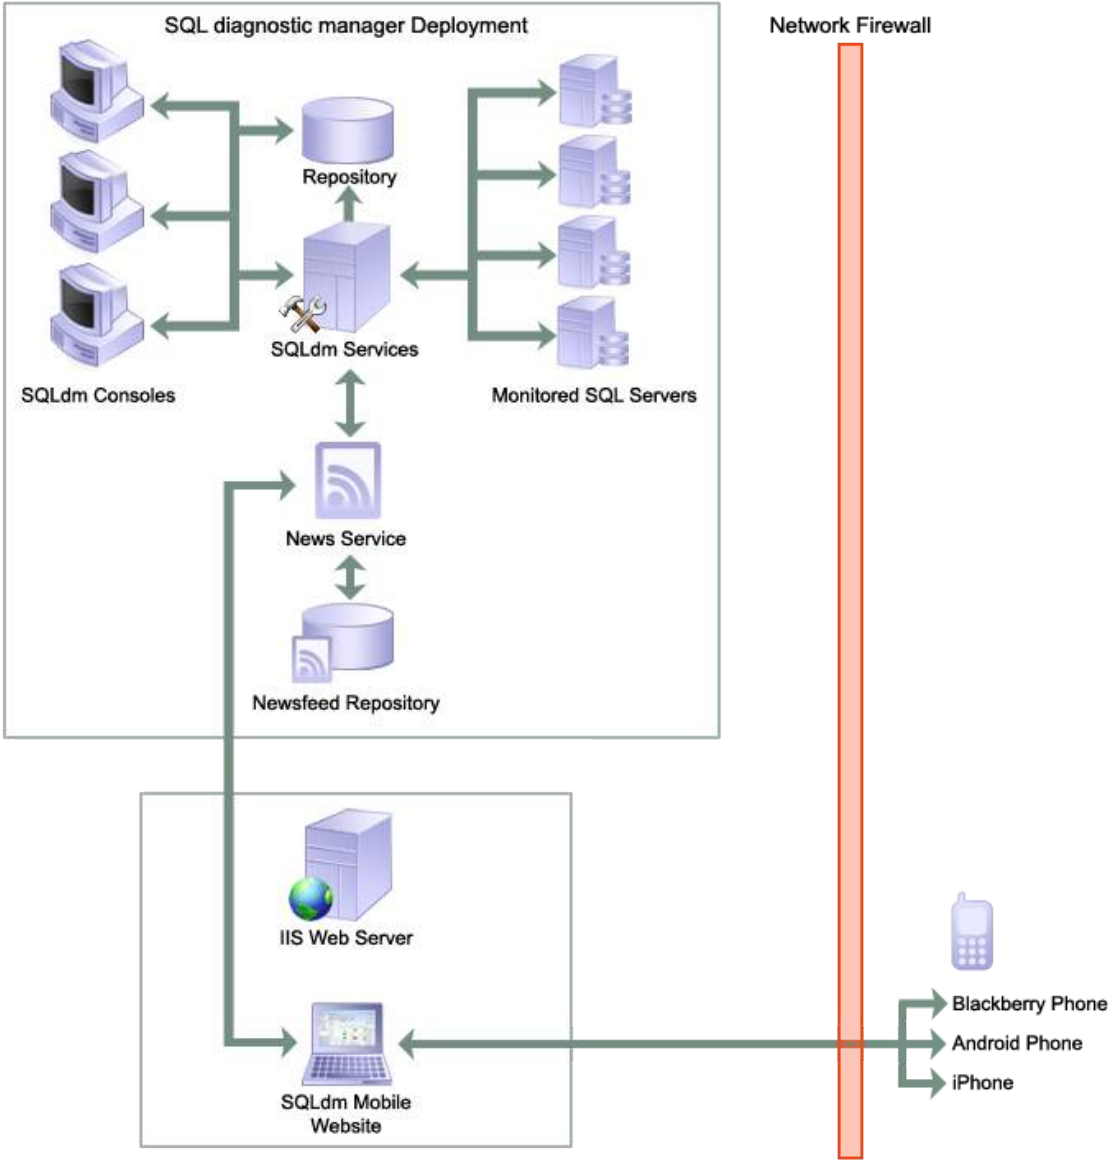 SQL diagnostic manager Deployment
Network Firewall
Repository
SQLdm Services
SQLdm Consoles
Monitored SQL Servers
News Service
Newsfeed Repository
IIS Web Server
Blackberry Phone
Android Phone
iPhone
SQLdm Mobile
Website